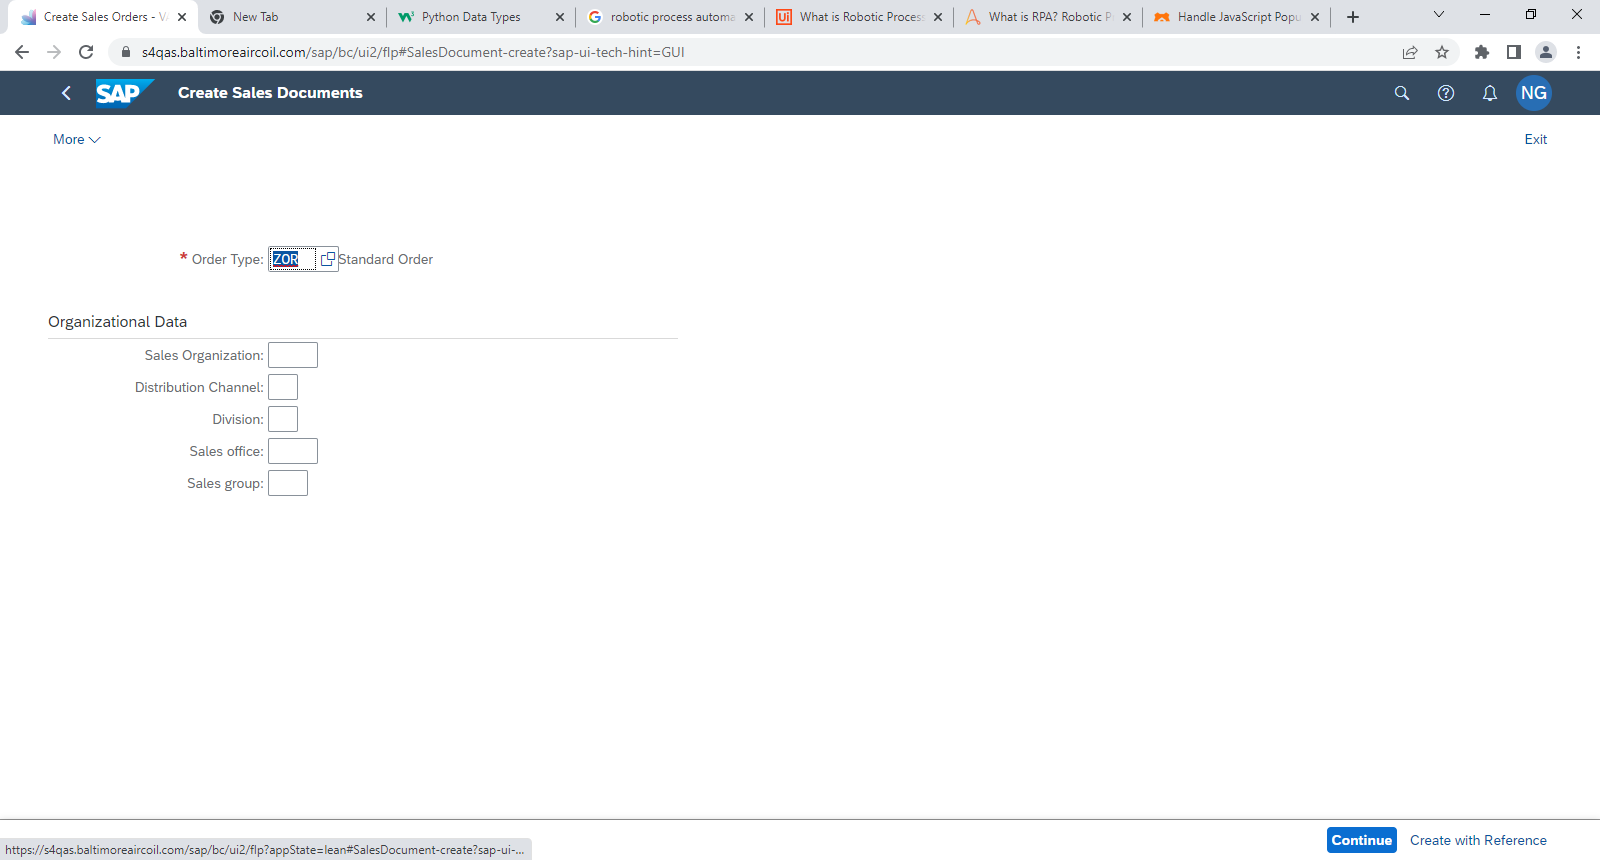 Create Sales Orders - VA
New Tab
Python Data Types
robotic process automa
What is Robotic Process
What is RPA? Robotic P
Handle JavaScript Popu
s4qas.baltimoreaircoil.com/sap/bc/ui2/flp#SalesDocument-create?sap-ui-tech-hint=GUI
SAP
Create Sales Documents
NG
More
Exit
* Order Type: ZOR Standard Order
Organizational Data
Sales Organization:
Distribution Channel:
Division:
Sales office:
Sales group:
Continue
Create with Reference
https://s4qas.baltimoreaircoil.com/sap/bc/ui2/flp?appState=lean#SalesDocument-create?sap-ui-...